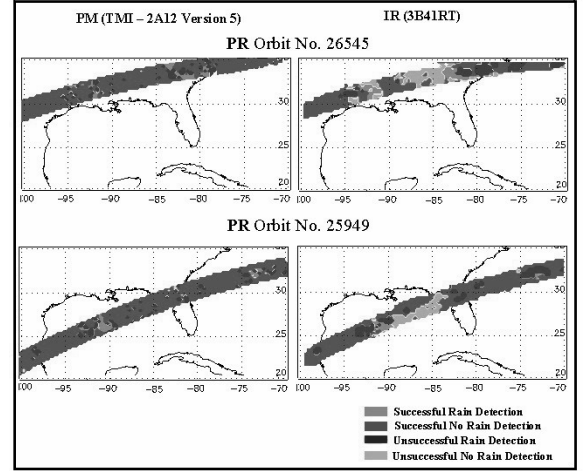 PM (TMI – 2A12 Version 5) IR (3B41RT)
PR Orbit No. 26545
30 30
25 25
20 20
100 -95 -90 -85 -80 -75 -70 100 -95 -90 -85 -80 -75 -70
PR Orbit No. 25949
30 30
25 25
20 20
-100 -95 -90 -85 -80 -75 -70 -100 -95 -90 -85 -80 -75 -70
Successful Rain Detection
Successful No Rain Detection
Unsuccessful Rain Detection
Unsuccessful No Rain Detection